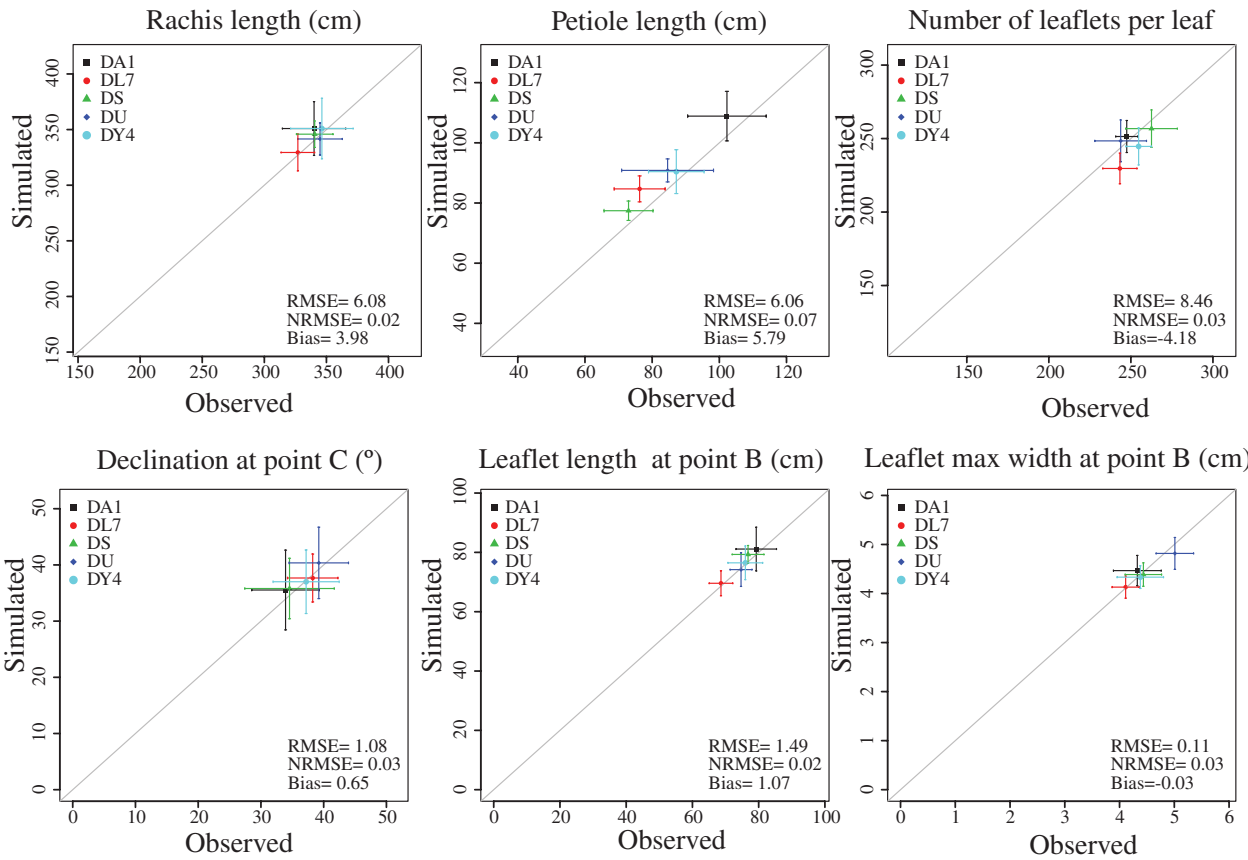 Rachis length (cm)
DA1
DL7
DS
DU
DY4
400
350
300
250
200
150
Simulated
RMSE= 6.08
NRMSE= 0.02
Bias= 3.98
150 200 250 300 350 400
Observed
Petiole length (cm)
DA1
DL7
DS
DU
DY4
120
100
80
60
40
Simulated
RMSE= 6.06
NRMSE= 0.07
Bias= 5.79
40 60 80 100 120
Observed
Number of leaflets per leaf
DA1
DL7
DS
DU
DY4
300
250
200
150
Simulated
RMSE= 8.46
NRMSE= 0.03
Bias=-4.18
150 200 250 300
Observed
Declination at point C (º)
DA1
DL7
DS
DU
DY4
50
40
30
20
10
0
Simulated
RMSE= 1.08
NRMSE= 0.03
Bias= 0.65
0 10 20 30 40 50
Observed
Leaflet length at point B (cm)
DA1
DL7
DS
DU
DY4
100
80
60
40
20
0
Simulated
RMSE= 1.49
NRMSE= 0.02
Bias= 1.07
0 20 40 60 80 100
Observed
Leaflet max width at point B (cm)
DA1
DL7
DS
DU
DY4
6
5
4
3
2
1
0
Simulated
RMSE= 0.11
NRMSE= 0.03
Bias=-0.03
0 1 2 3 4 5 6
Observed